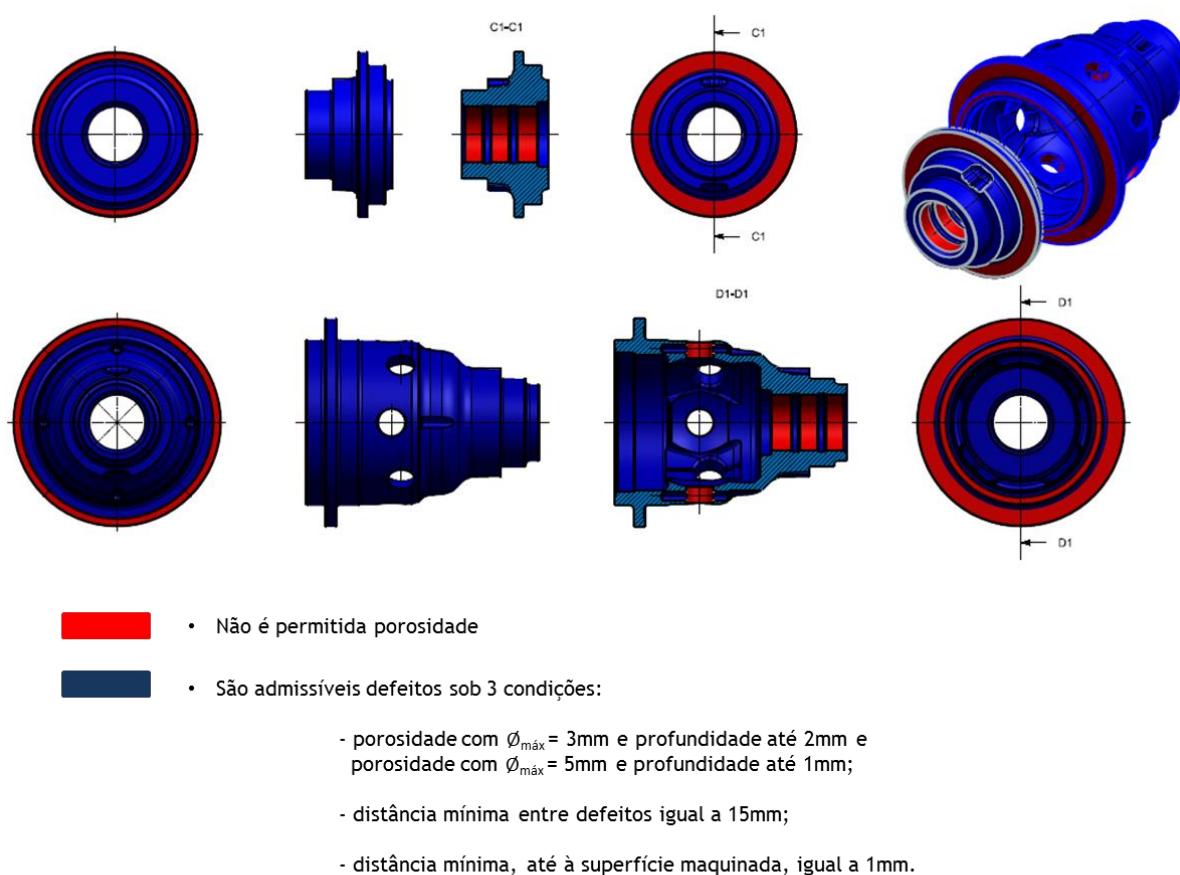 C1-C1
C1
C1
D1-D1
D1
D1
• Não é permitida porosidade
• São admissíveis defeitos sob 3 condições:
- porosidade com Ø máx = 3mm e profundidade até 2mm e
porosidade com Ø máx = 5mm e profundidade até 1mm;
- distância mínima entre defeitos igual a 15mm;
- distância mínima, até à superfície maquinada, igual a 1mm.